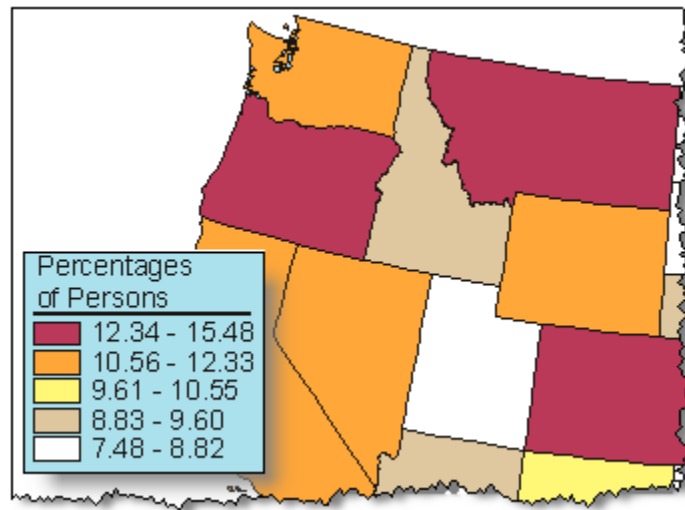 Percentages
of Persons
12.34 - 15.48
10.56 - 12.33
9.61 - 10.55
8.83 - 9.60
7.48 - 8.82